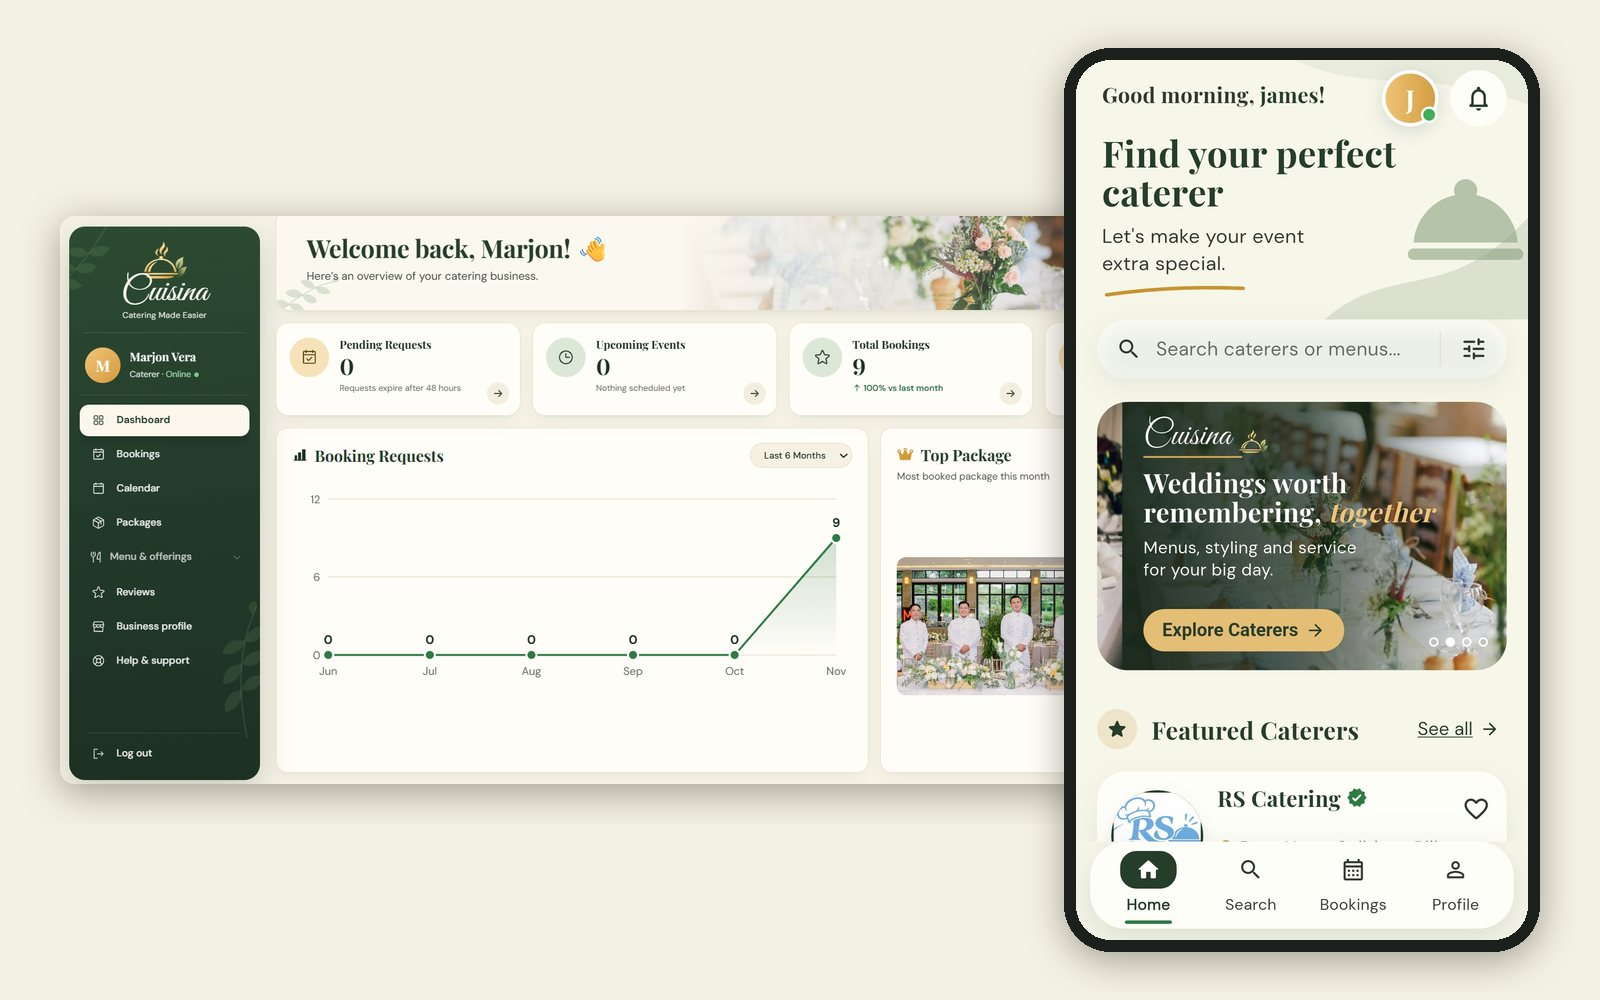 Cuisina
Catering Made Easier
M
Marjon Vera
Caterer · Online
Dashboard
Bookings
Calendar
Packages
Menu & offerings
Reviews
Business profile
Help & support
Log out
Welcome back, Marjon! 👋
Here's an overview of your catering business.
Pending Requests
0
Requests expire after 48 hours
Upcoming Events
0
Nothing scheduled yet
Total Bookings
9
↑ 100% vs last month
Booking Requests
Last 6 Months
12
6
0
0
0
0
0
0
9
Jun
Jul
Aug
Sep
Oct
Nov
Top Package
Most booked package this month
Good morning, james!
J
Find your perfect
caterer
Let's make your event
extra special.
Search caterers or menus...
Cuisina
Weddings worth
remembering, together
Menus, styling and service
for your big day.
Explore Caterers →
Featured Caterers
See all →
RS Catering
RS
Home
Search
Bookings
Profile